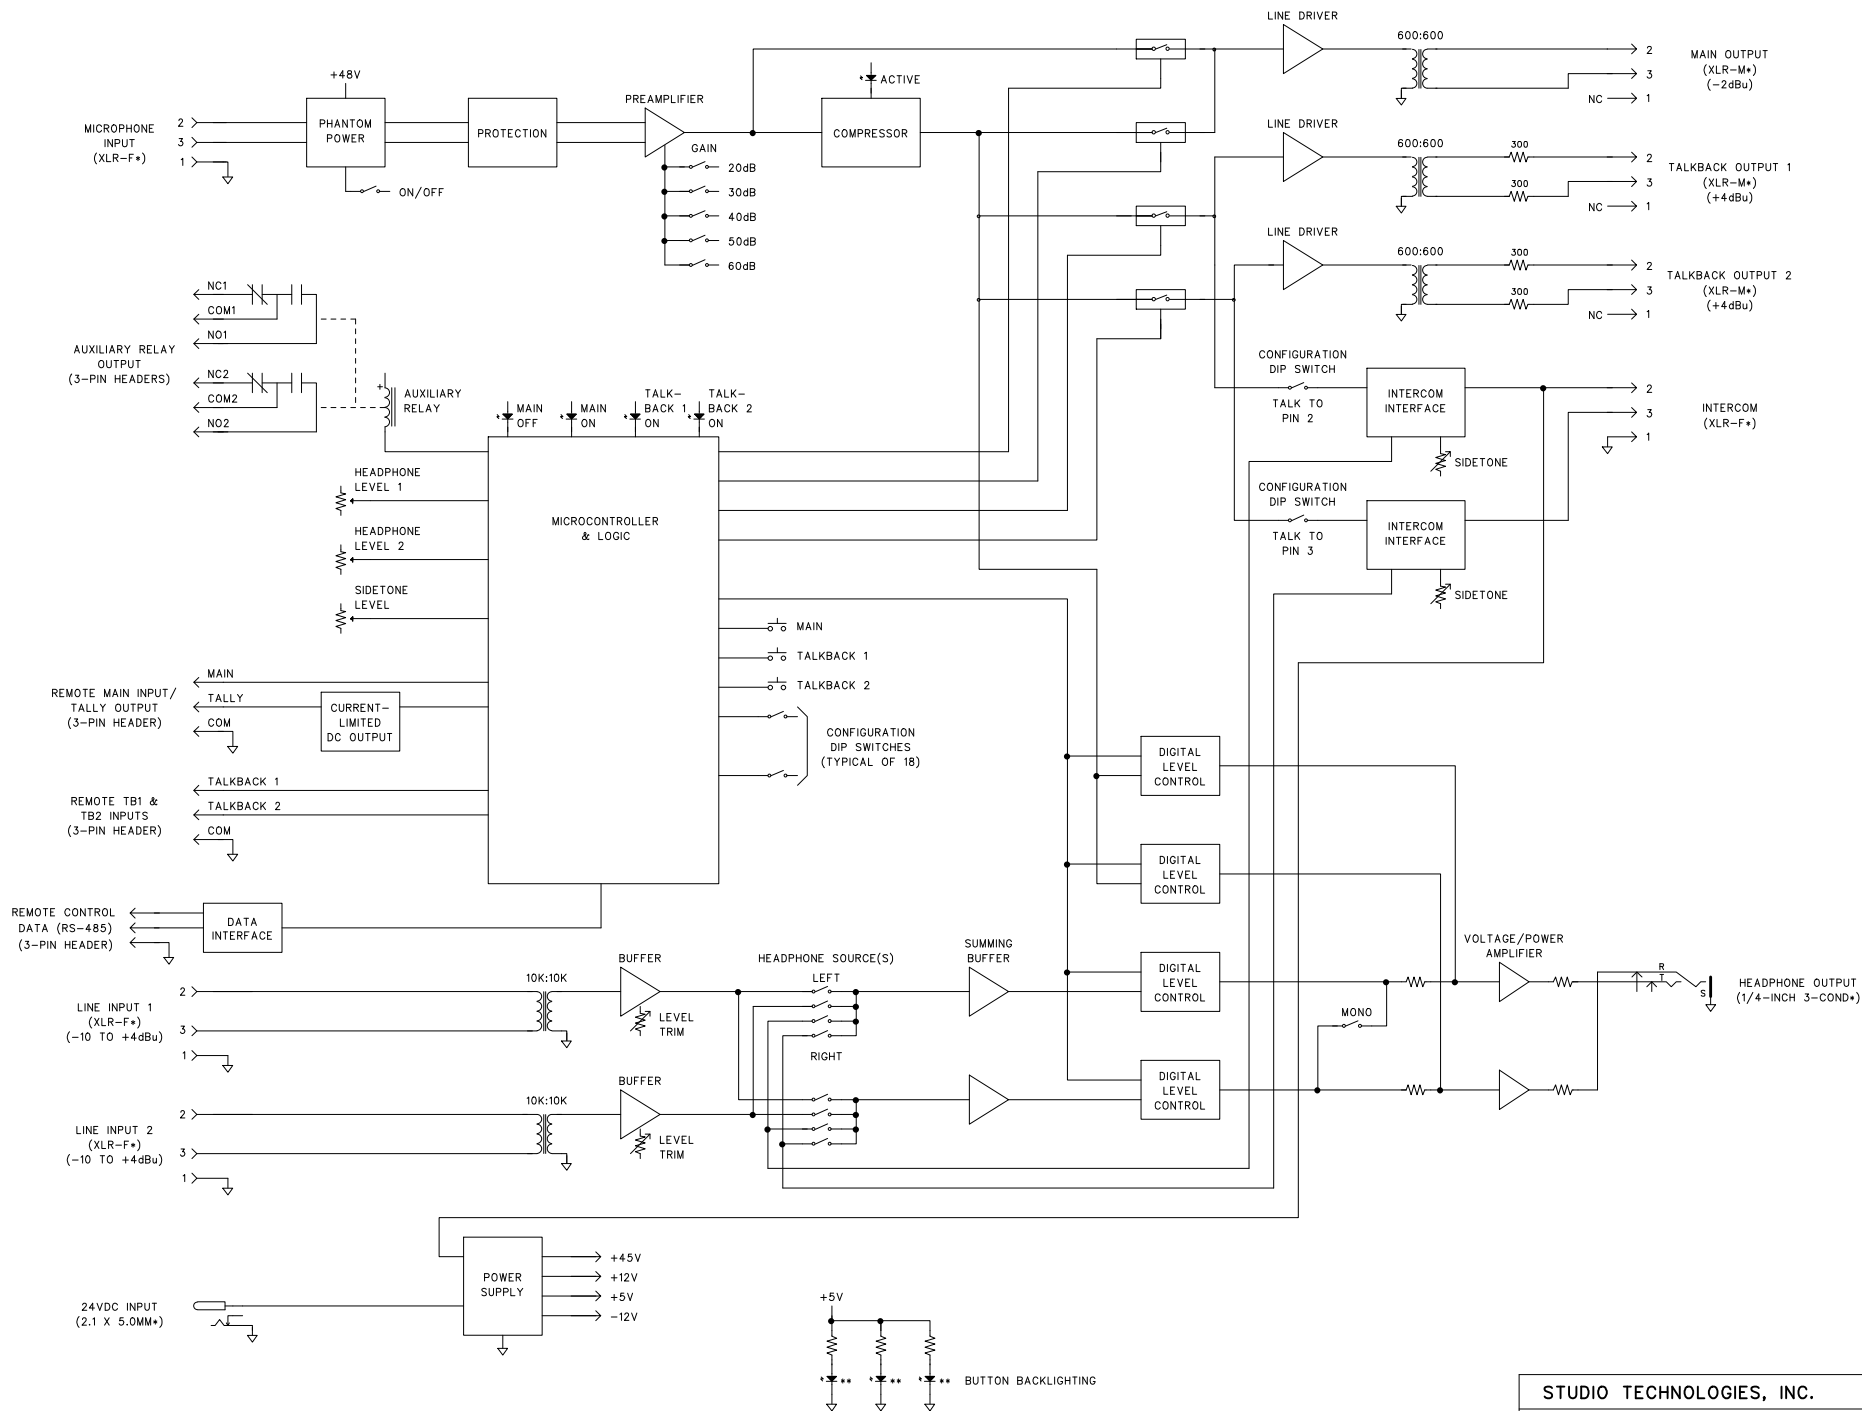 LINE DRIVER
600:600
2
3
NC
1
MAIN OUTPUT
(XLR-M*)
(-2dBu)
+48V
MICROPHONE
INPUT
(XLR-F*)
2
3
1
PHANTOM
POWER
ON/OFF
PROTECTION
PREAMPLIFIER
GAIN
20dB
30dB
40dB
50dB
60dB
ACTIVE
COMPRESSOR
LINE DRIVER
600:600
300
300
2
3
NC
1
TALKBACK OUTPUT 1
(XLR-M*)
(+4dBu)
LINE DRIVER
600:600
300
300
2
3
NC
1
TALKBACK OUTPUT 2
(XLR-M*)
(+4dBu)
AUXILIARY RELAY
OUTPUT
(3-PIN HEADERS)
NC1
COM1
NO1
NC2
COM2
NO2
+
AUXILIARY
RELAY
MAIN
OFF
MAIN
ON
TALK-
BACK 1
ON
TALK-
BACK 2
ON
CONFIGURATION
DIP SWITCH
TALK TO
PIN 2
INTERCOM
INTERFACE
SIDETONE
2
3
1
INTERCOM
(XLR-F*)
CONFIGURATION
DIP SWITCH
TALK TO
PIN 3
INTERCOM
INTERFACE
SIDETONE
HEADPHONE
LEVEL 1
HEADPHONE
LEVEL 2
SIDETONE
LEVEL
MICROCONTROLLER
& LOGIC
MAIN
TALKBACK 1
TALKBACK 2
CONFIGURATION
DIP SWITCHES
(TYPICAL OF 18)
REMOTE MAIN INPUT/
TALLY OUTPUT
(3-PIN HEADER)
MAIN
TALLY
COM
CURRENT-
LIMITED
DC OUTPUT
REMOTE TB1 &
TB2 INPUTS
(3-PIN HEADER)
TALKBACK 1
TALKBACK 2
COM
REMOTE CONTROL
DATA (RS-485)
(3-PIN HEADER)
DATA
INTERFACE
DIGITAL
LEVEL
CONTROL
DIGITAL
LEVEL
CONTROL
DIGITAL
LEVEL
CONTROL
DIGITAL
LEVEL
CONTROL
LINE INPUT 1
(XLR-F*)
(-10 TO +4dBu)
2
3
1
10K:10K
BUFFER
LEVEL
TRIM
HEADPHONE SOURCE(S)
LEFT
RIGHT
SUMMING
BUFFER
MONO
VOLTAGE/POWER
AMPLIFIER
R
T
S
HEADPHONE OUTPUT
(1/4-INCH 3-COND*)
LINE INPUT 2
(XLR-F*)
(-10 TO +4dBu)
2
3
1
10K:10K
BUFFER
LEVEL
TRIM
24VDC INPUT
(2.1 X 5.0MM*)
POWER
SUPPLY
+45V
+12V
+5V
-12V
+5V
**
**
**
BUTTON BACKLIGHTING
STUDIO TECHNOLOGIES, INC.